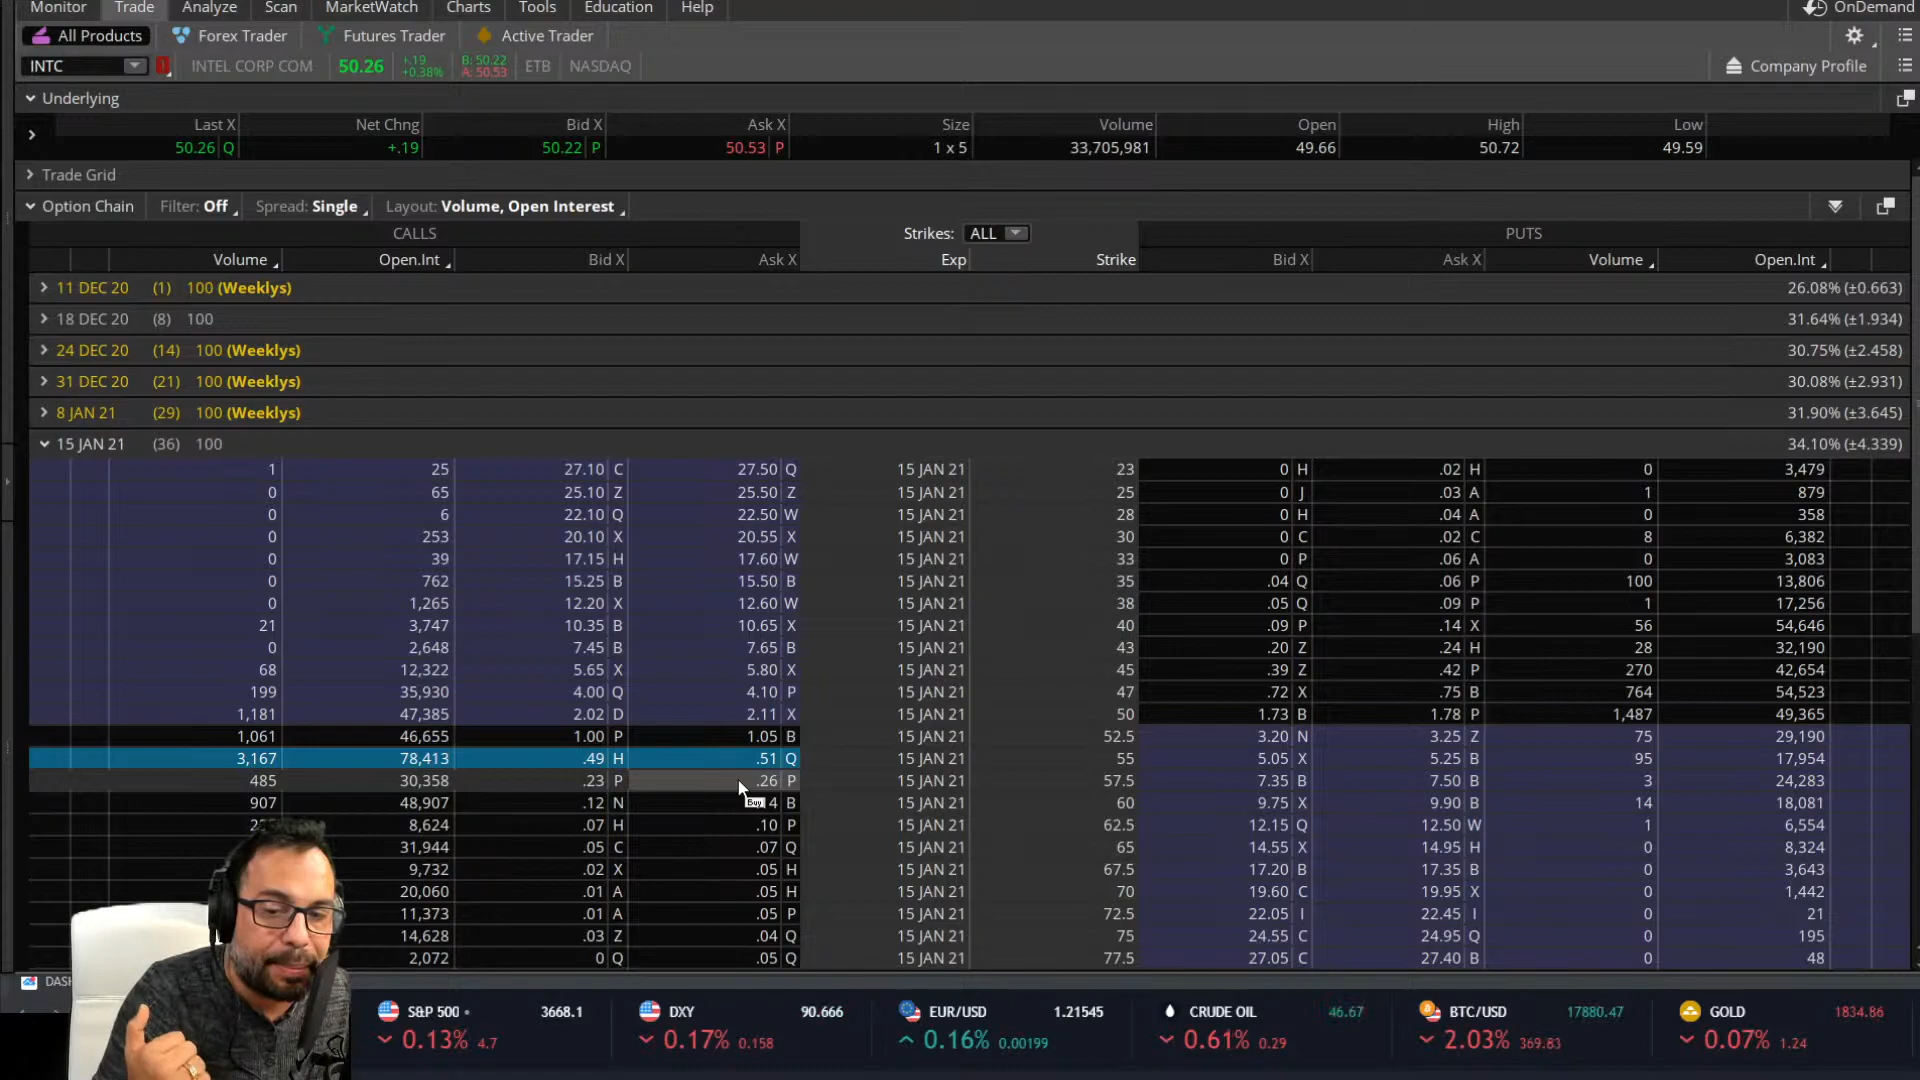 Monitor Trade Analyze Scan MarketWatch Charts Tools Education Help OnDemand
All Products Forex Trader Futures Trader Active Trader
INTC INTEL CORP COM 50.26 +.19 +0.38% B: 50.22 A: 50.53 ETB NASDAQ Company Profile
Underlying
Last X Net Chng Bid X Ask X Size Volume Open High Low
50.26 Q +.19 50.22 P 50.53 P 1 x 5 33,705,981 49.66 50.72 49.59
Trade Grid
Option Chain Filter: Off Spread: Single Layout: Volume, Open Interest
CALLS Strikes: ALL PUTS
Volume Open.Int Bid X Ask X Exp Strike Bid X Ask X Volume Open.Int
11 DEC 20 (1) 100 (Weeklys) 26.08% (±0.663)
18 DEC 20 (8) 100 31.64% (±1.934)
24 DEC 20 (14) 100 (Weeklys) 30.75% (±2.458)
31 DEC 20 (21) 100 (Weeklys) 30.08% (±2.931)
8 JAN 21 (29) 100 (Weeklys) 31.90% (±3.645)
15 JAN 21 (36) 100 34.10% (±4.339)
1 25 27.10 C 27.50 Q 15 JAN 21 23 0 H .02 H 0 3,479
0 65 25.10 Z 25.50 Z 15 JAN 21 25 0 J .03 A 1 879
0 6 22.10 Q 22.50 W 15 JAN 21 28 0 H .04 A 0 358
0 253 20.10 X 20.55 X 15 JAN 21 30 0 C .02 C 8 6,382
0 39 17.15 H 17.60 W 15 JAN 21 33 0 P .06 A 0 3,083
0 762 15.25 B 15.50 B 15 JAN 21 35 .04 Q .06 P 100 13,806
0 1,265 12.20 X 12.60 W 15 JAN 21 38 .05 Q .09 P 1 17,256
21 3,747 10.35 B 10.65 X 15 JAN 21 40 .09 P .14 X 56 54,646
0 2,648 7.45 B 7.65 B 15 JAN 21 43 .20 Z .24 H 28 32,190
68 12,322 5.65 X 5.80 X 15 JAN 21 45 .39 Z .42 P 270 42,654
199 35,930 4.00 Q 4.10 P 15 JAN 21 47 .72 X .75 B 764 54,523
1,181 47,385 2.02 D 2.11 X 15 JAN 21 50 1.73 B 1.78 P 1,487 49,365
1,061 46,655 1.00 P 1.05 B 15 JAN 21 52.5 3.20 N 3.25 Z 75 29,190
3,167 78,413 .49 H .51 Q 15 JAN 21 55 5.05 X 5.25 B 95 17,954
485 30,358 .23 P .26 P 15 JAN 21 57.5 7.35 B 7.50 B 3 24,283
907 48,907 .12 N Buy 4 B 15 JAN 21 60 9.75 X 9.90 B 14 18,081
8,624 .07 H .10 P 15 JAN 21 62.5 12.15 Q 12.50 W 1 6,554
31,944 .05 C .07 Q 15 JAN 21 65 14.55 X 14.95 H 0 8,324
9,732 .02 X .05 H 15 JAN 21 67.5 17.20 B 17.35 B 0 3,643
20,060 .01 A .05 H 15 JAN 21 70 19.60 C 19.95 X 0 1,442
11,373 .01 A .05 P 15 JAN 21 72.5 22.05 I 22.45 I 0 21
14,628 .03 Z .04 Q 15 JAN 21 75 24.55 C 24.95 Q 0 195
2,072 0 Q .05 Q 15 JAN 21 77.5 27.05 C 27.40 B 0 48
DASH
S&P 500 3668.1 DXY 90.666 EUR/USD 1.21545 CRUDE OIL 46.67 BTC/USD 17880.47 GOLD 1834.86
0.13% 4.7 0.17% 0.158 0.16% 0.00199 0.61% 0.29 2.03% 369.83 0.07% 1.24